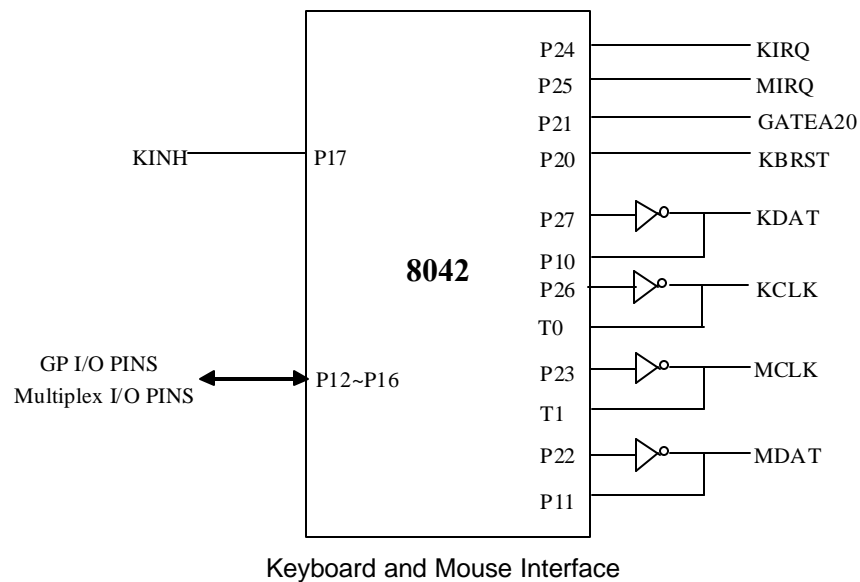 P24 KIRQ
P25 MIRQ
P21 GATEA20
KINH P17 P20 KBRST
P27 KDAT
8042
P10
P26 KCLK
T0
GP I/O PINS
Multiplex I/O PINS
P12~P16
P23 MCLK
T1
P22 MDAT
P11
Keyboard and Mouse Interface